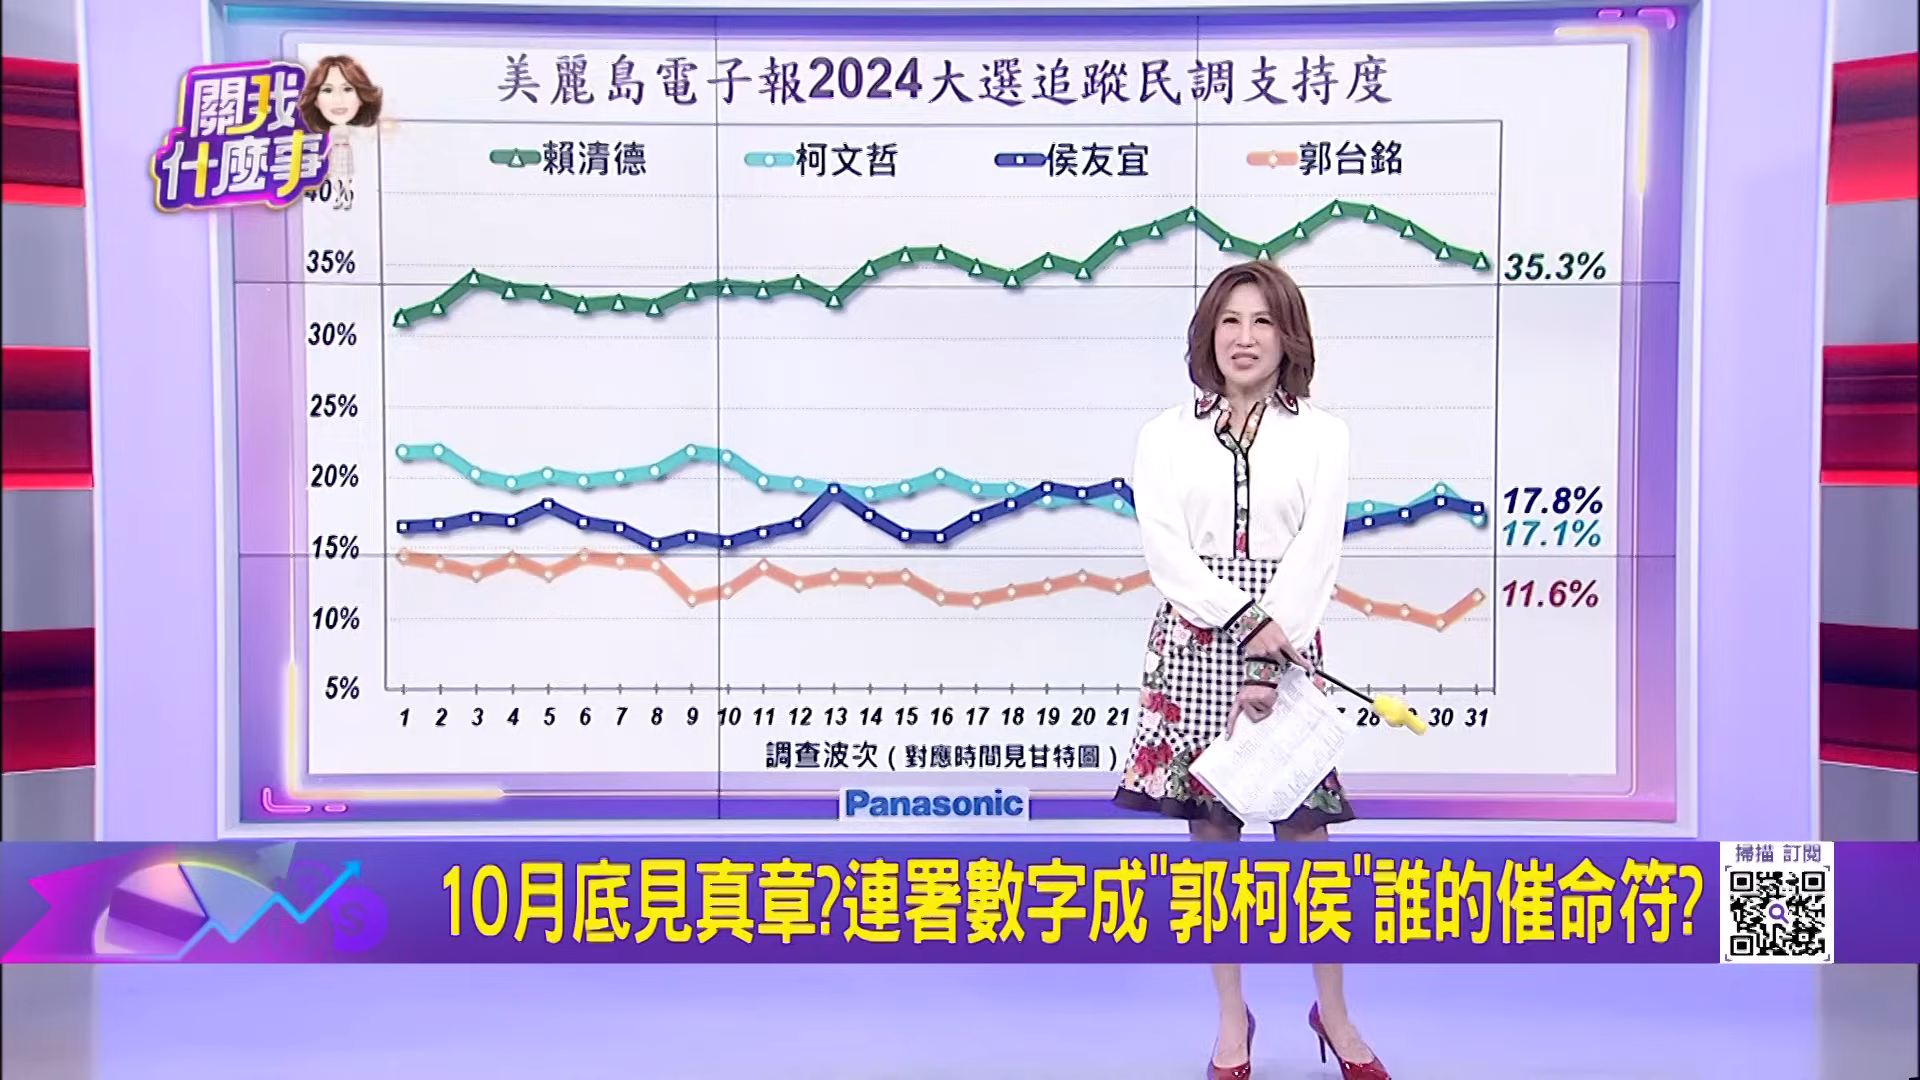 美麗島電子報2024大選追蹤民調支持度
關我
什麼事
賴清德 柯文哲 侯友宜 郭台銘
40%
35%
30%
25%
20%
15%
10%
5%
35.3%
17.8%
17.1%
11.6%
1 2 3 4 5 6 7 8 9 10 11 12 13 14 15 16 17 18 19 20 21 28 30 31
調查波次(對應時間見甘特圖)
Panasonic
10月底見真章?連署數字成"郭柯侯"誰的催命符?
掃描 訂閱